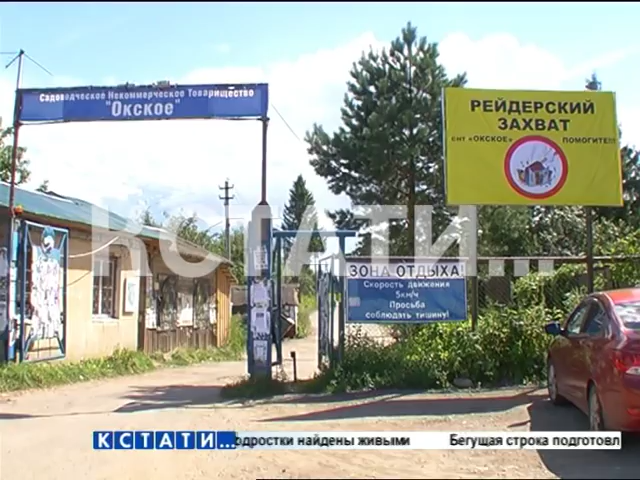 Садоводческое Некоммерческое Товарищество
"Окское"
РЕЙДЕРСКИЙ
ЗАХВАТ
СНТ «ОКСКОЕ» ПОМОГИТЕ!!!
КСТАТИ...
ЗОНА ОТДЫХА!
Скорость движения
5км/ч
Просьба
соблюдать тишину!
КСТАТИ... одростки найдены живыми Бегущая строка подготовл